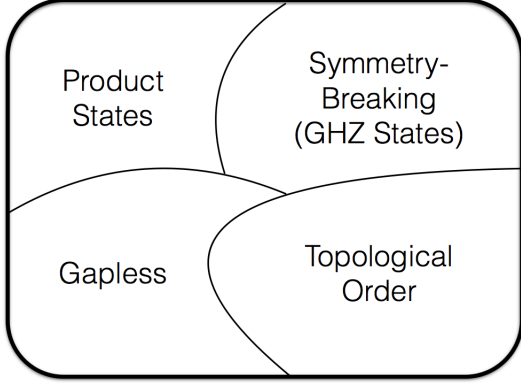 Product
States
Symmetry-
Breaking
(GHZ States)
Gapless
Topological
Order